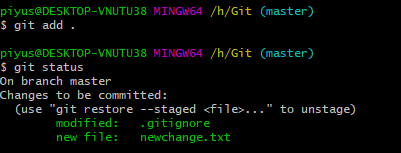 piyus@DESKTOP-VNUTU38 MINGW64 /h/Git (master)
$ git add .

piyus@DESKTOP-VNUTU38 MINGW64 /h/Git (master)
$ git status
On branch master
Changes to be committed:
  (use "git restore --staged <file>..." to unstage)
        modified:   .gitignore
        new file:   newchange.txt